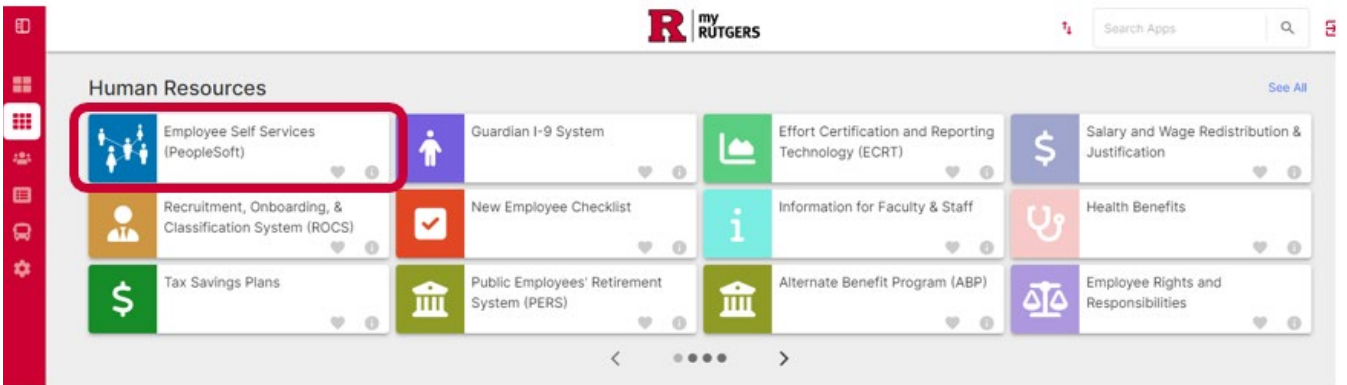 R my
RUTGERS
Search Apps
Human Resources
See All
Employee Self Services
(PeopleSoft)
Guardian I-9 System
Effort Certification and Reporting
Technology (ECRT)
Salary and Wage Redistribution &
Justification
Recruitment, Onboarding, &
Classification System (ROCS)
New Employee Checklist
Information for Faculty & Staff
Health Benefits
Tax Savings Plans
Public Employees' Retirement
System (PERS)
Alternate Benefit Program (ABP)
Employee Rights and
Responsibilities